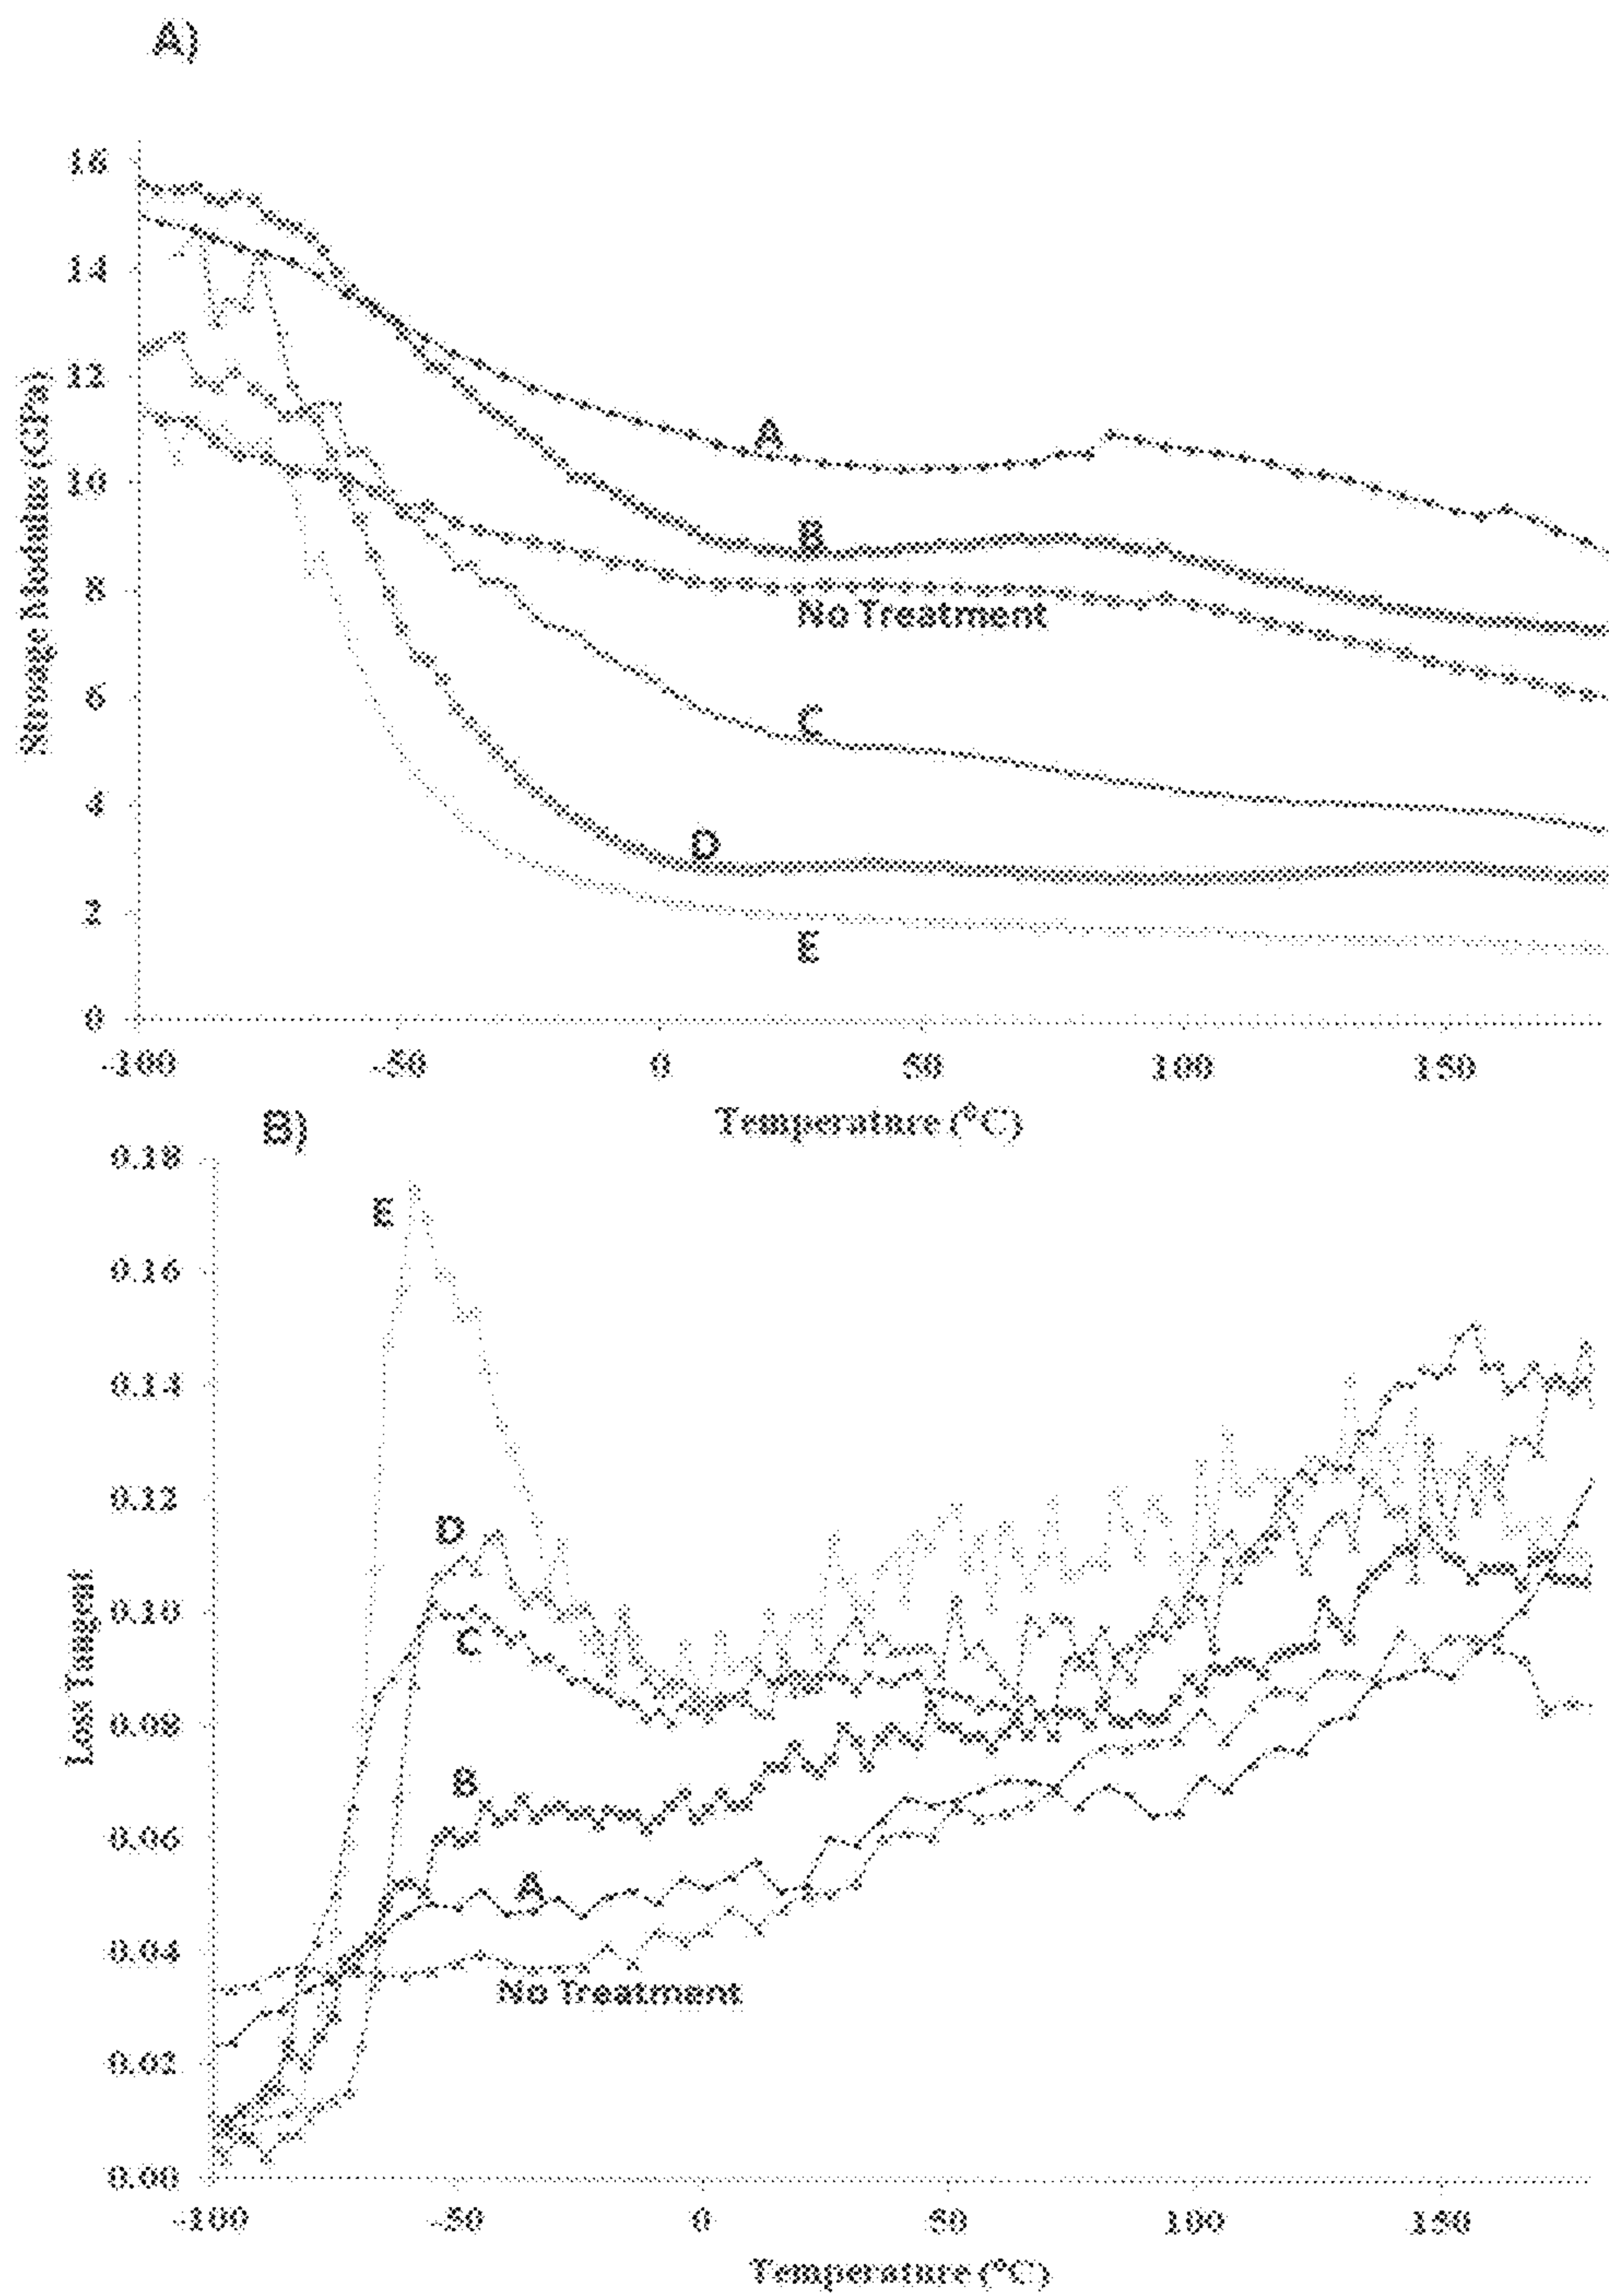 A)
Storage Modulus (GPa)
16
14
12
10
8
6
4
2
0
A
B
No Treatment
C
D
E
-100 -50 0 50 100 150
Temperature (°C)
B)
Loss Tangent
0.18
0.16
0.14
0.12
0.10
0.08
0.06
0.04
0.02
0.00
E
D
C
B
A
No Treatment
-100 -50 0 50 100 150
Temperature (°C)